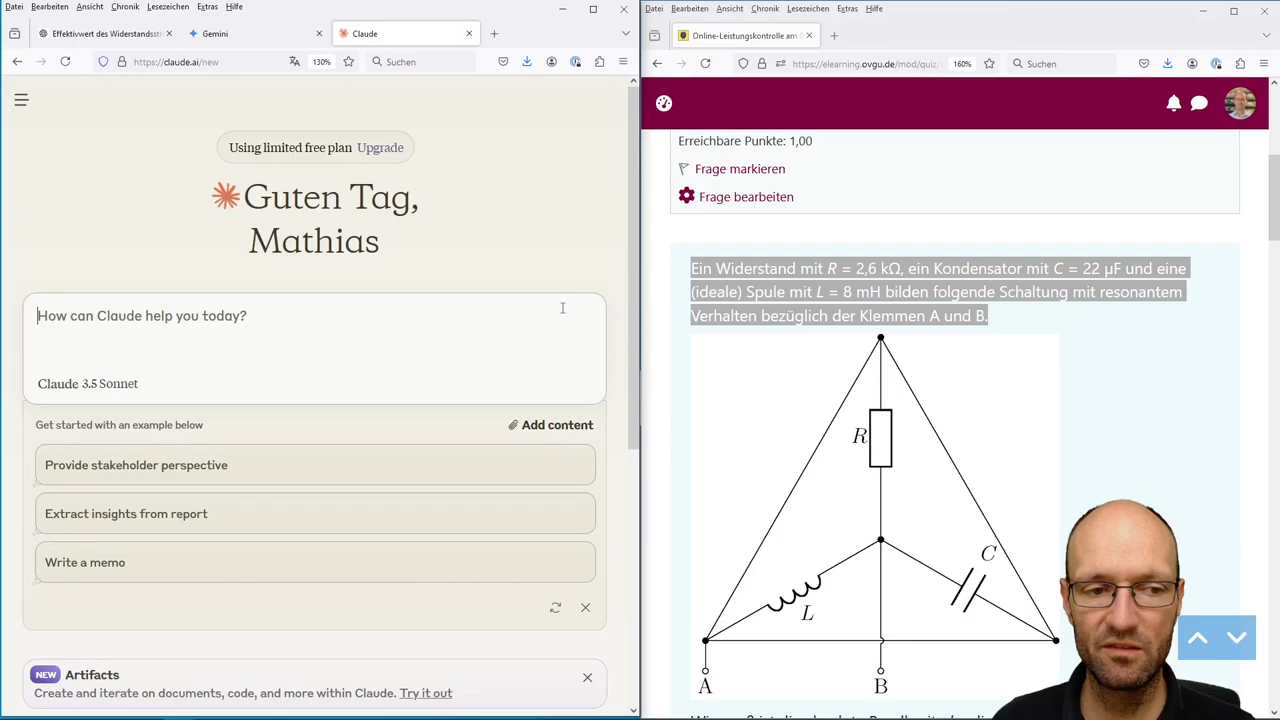 Datei Bearbeiten Ansicht Chronik Lesezeichen Extras Hilfe
Effektivwert des Widerstandsstr
Gemini
Claude
https://claude.ai/new
130%
Suchen
Using limited free plan Upgrade
Guten Tag,
Mathias
How can Claude help you today?
Claude 3.5 Sonnet
Get started with an example below
Add content
Provide stakeholder perspective
Extract insights from report
Write a memo
NEW Artifacts
Create and iterate on documents, code, and more within Claude. Try it out
Datei Bearbeiten Ansicht Chronik Lesezeichen Extras Hilfe
Online-Leistungskontrolle am
https://elearning.ovgu.de/mod/quiz/
160%
Suchen
Erreichbare Punkte: 1,00
Frage markieren
Frage bearbeiten
Ein Widerstand mit R = 2,6 kΩ, ein Kondensator mit C = 22 μF und eine
(ideale) Spule mit L = 8 mH bilden folgende Schaltung mit resonantem
Verhalten bezüglich der Klemmen A und B.
R
C
L
A
B